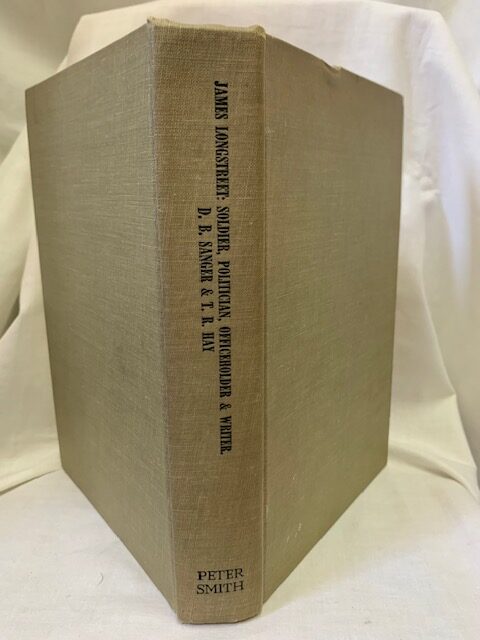 JAMES LONGSTREET: SOLDIER, POLITICIAN, OFFICEHOLDER & WRITER.
D. B. SANGER & T. R. HAY
PETER
SMITH